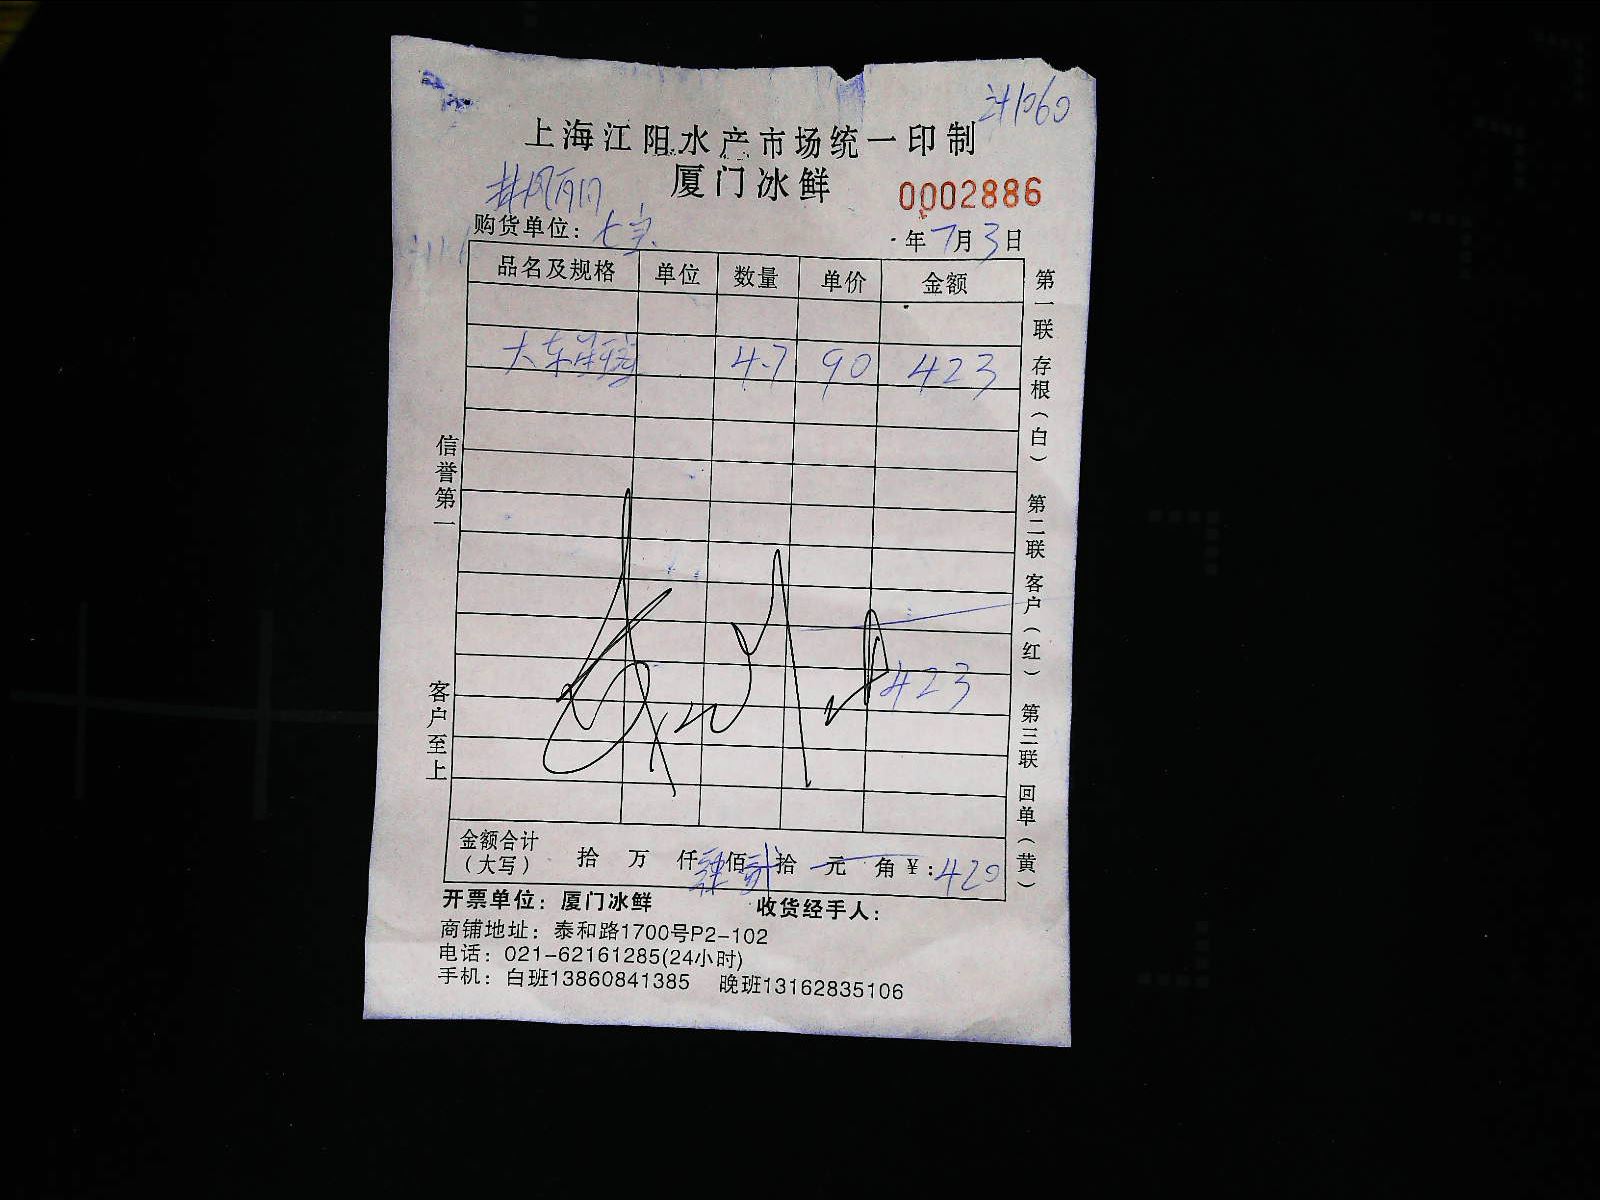 1060
上海江阳水产市场统一印制
厦门冰鲜
0002886
购货单位:
年7月3日
品名及规格 单位 数量 单价 金额
大东星斑 4.7 90 423
423
金额合计
(大写) 拾 万 仟肆佰贰拾 元 角 ¥:420
开票单位:厦门冰鲜 收货经手人:
商铺地址:泰和路1700号P2-102
电话:021-62161285(24小时)
手机:白班13860841385 晚班13162835106
信誉第一
客户至上
第一联 存根(白) 第二联 客户(红) 第三联 回单(黄)